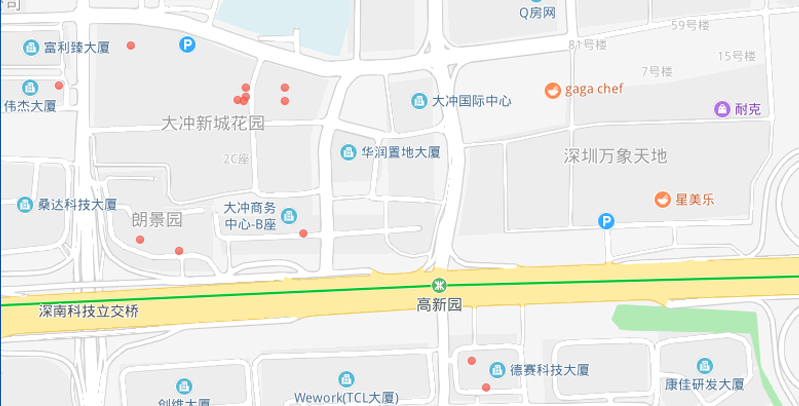 司
Q房网
59号楼
富利臻大厦
P
81号楼
15号楼
7号楼
gaga chef
伟杰大厦
大冲国际中心
耐克
大冲新城花园
华润置地大厦
深圳万象天地
2C座
星美乐
桑达科技大厦
朗景园
大冲商务
中心-B座
P
高新园
深南科技立交桥
德赛科技大厦
康佳研发大厦
创维大厦
Wework(TCL大厦)